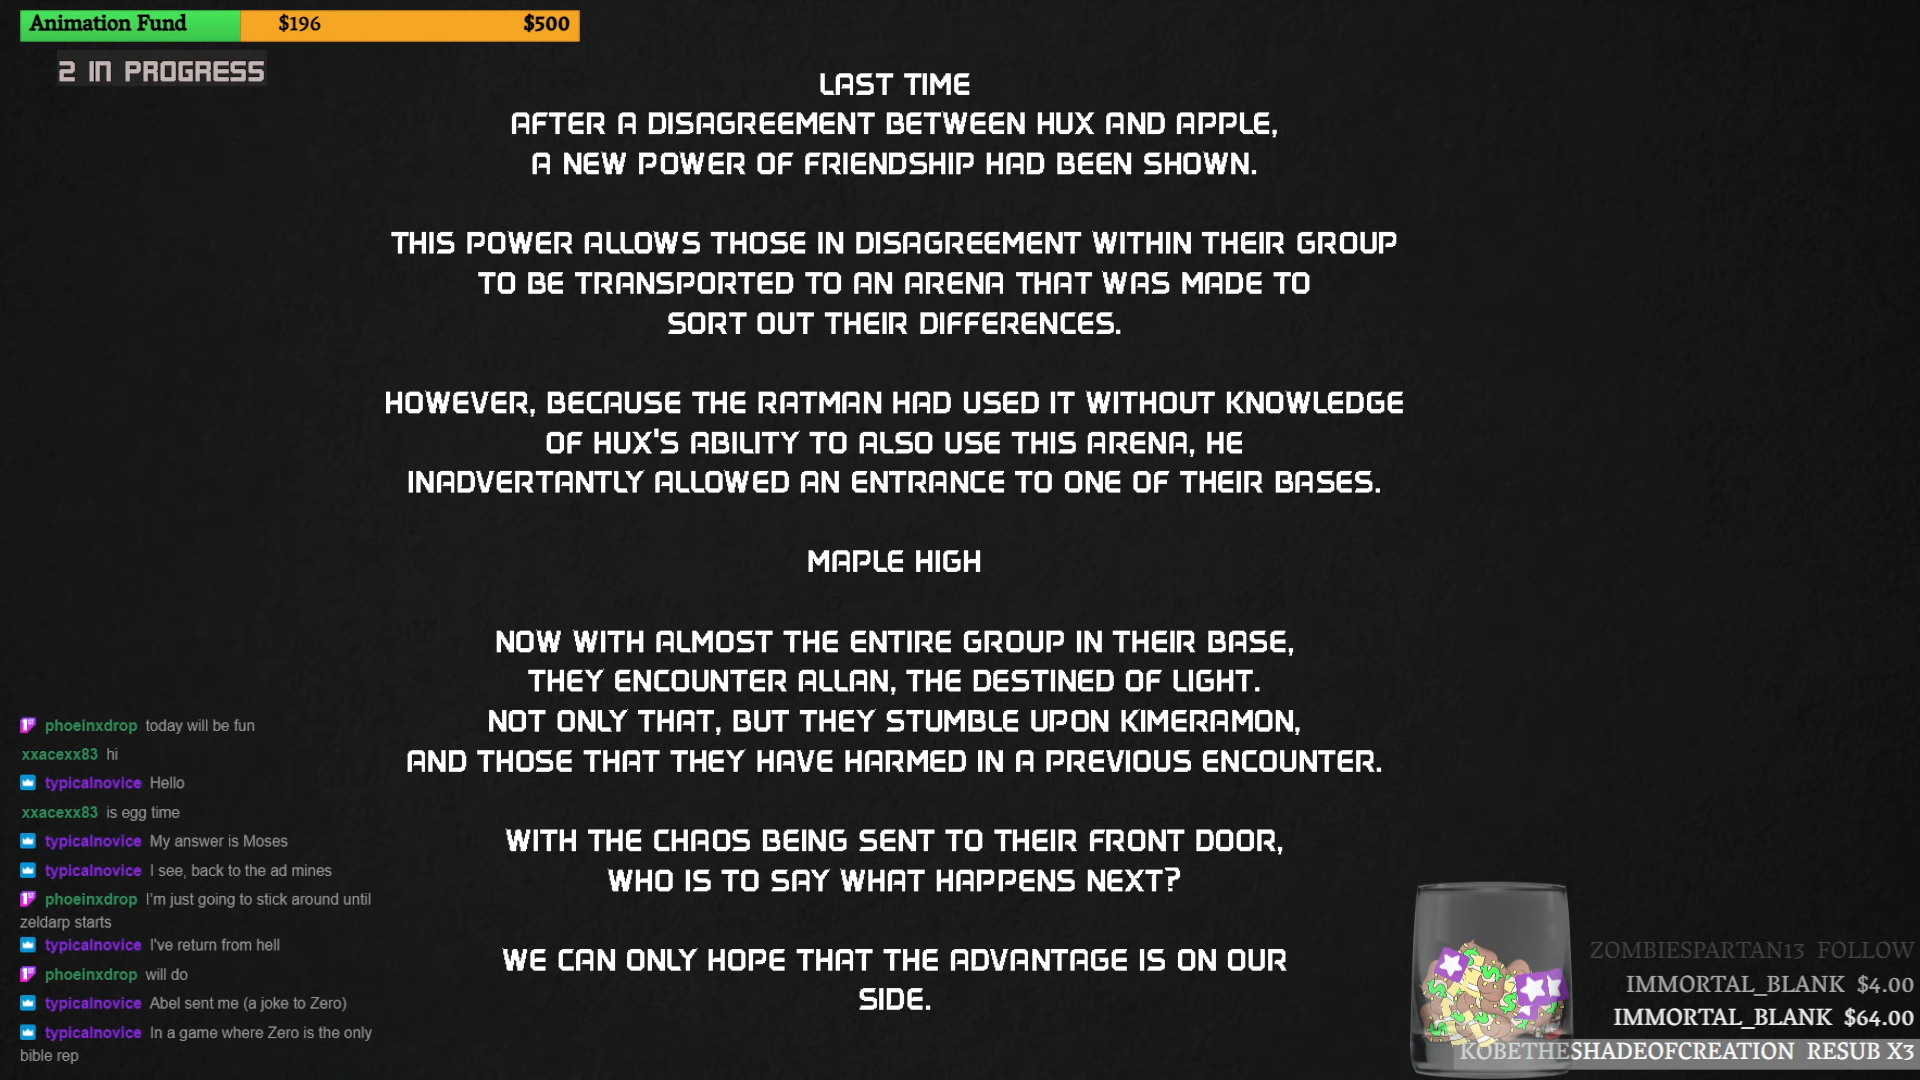 Animation Fund $196 $500
2 IN PROGRESS
LAST TIME
AFTER A DISAGREEMENT BETWEEN HUX AND APPLE,
A NEW POWER OF FRIENDSHIP HAD BEEN SHOWN.
THIS POWER ALLOWS THOSE IN DISAGREEMENT WITHIN THEIR GROUP
TO BE TRANSPORTED TO AN ARENA THAT WAS MADE TO
SORT OUT THEIR DIFFERENCES.
HOWEVER, BECAUSE THE RATMAN HAD USED IT WITHOUT KNOWLEDGE
OF HUX'S ABILITY TO ALSO USE THIS ARENA, HE
INADVERTANTLY ALLOWED AN ENTRANCE TO ONE OF THEIR BASES.
MAPLE HIGH
NOW WITH ALMOST THE ENTIRE GROUP IN THEIR BASE,
THEY ENCOUNTER ALLAN, THE DESTINED OF LIGHT.
NOT ONLY THAT, BUT THEY STUMBLE UPON KIMERAMON,
AND THOSE THAT THEY HAVE HARMED IN A PREVIOUS ENCOUNTER.
WITH THE CHAOS BEING SENT TO THEIR FRONT DOOR,
WHO IS TO SAY WHAT HAPPENS NEXT?
WE CAN ONLY HOPE THAT THE ADVANTAGE IS ON OUR
SIDE.
phoeinxdrop today will be fun
xxacexx83 hi
typicalnovice Hello
xxacexx83 is egg time
typicalnovice My answer is Moses
typicalnovice I see, back to the ad mines
phoeinxdrop I'm just going to stick around until
zeldarp starts
typicalnovice I've return from hell
phoeinxdrop will do
typicalnovice Abel sent me (a joke to Zero)
typicalnovice In a game where Zero is the only
bible rep
ZOMBIESPARTAN13 FOLLOW
IMMORTAL_BLANK $4.00
IMMORTAL_BLANK $64.00
KOBETHESHADEOFCREATION RESUB X3